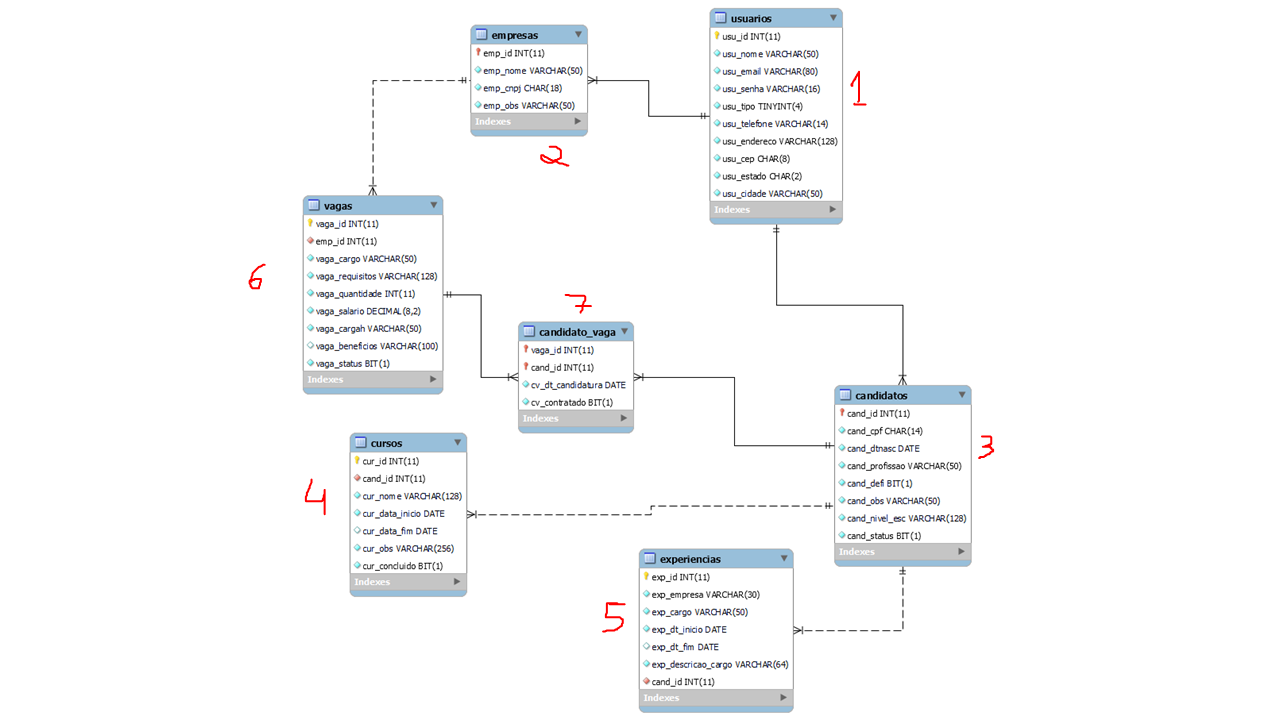 usuarios
usu_id INT(11)
usu_nome VARCHAR(50)
usu_email VARCHAR(80)
usu_senha VARCHAR(16)
usu_tipo TINYINT(4)
usu_telefone VARCHAR(14)
usu_endereco VARCHAR(128)
usu_cep CHAR(8)
usu_estado CHAR(2)
usu_cidade VARCHAR(50)
Indexes
1
empresas
emp_id INT(11)
emp_nome VARCHAR(50)
emp_cnpj CHAR(18)
emp_obs VARCHAR(50)
Indexes
2
candidatos
cand_id INT(11)
cand_cpf CHAR(14)
cand_dtnasc DATE
cand_profissao VARCHAR(50)
cand_defi BIT(1)
cand_obs VARCHAR(50)
cand_nivel_esc VARCHAR(128)
cand_status BIT(1)
Indexes
3
cursos
cur_id INT(11)
cand_id INT(11)
cur_nome VARCHAR(128)
cur_data_inicio DATE
cur_data_fim DATE
cur_obs VARCHAR(256)
cur_concluido BIT(1)
Indexes
4
experiencias
exp_id INT(11)
exp_empresa VARCHAR(30)
exp_cargo VARCHAR(50)
exp_dt_inicio DATE
exp_dt_fim DATE
exp_descricao_cargo VARCHAR(64)
cand_id INT(11)
Indexes
5
vagas
vaga_id INT(11)
emp_id INT(11)
vaga_cargo VARCHAR(50)
vaga_requisitos VARCHAR(128)
vaga_quantidade INT(11)
vaga_salario DECIMAL(8,2)
vaga_cargah VARCHAR(50)
vaga_beneficios VARCHAR(100)
vaga_status BIT(1)
Indexes
6
7
candidato_vaga
vaga_id INT(11)
cand_id INT(11)
cv_dt_candidatura DATE
cv_contratado BIT(1)
Indexes